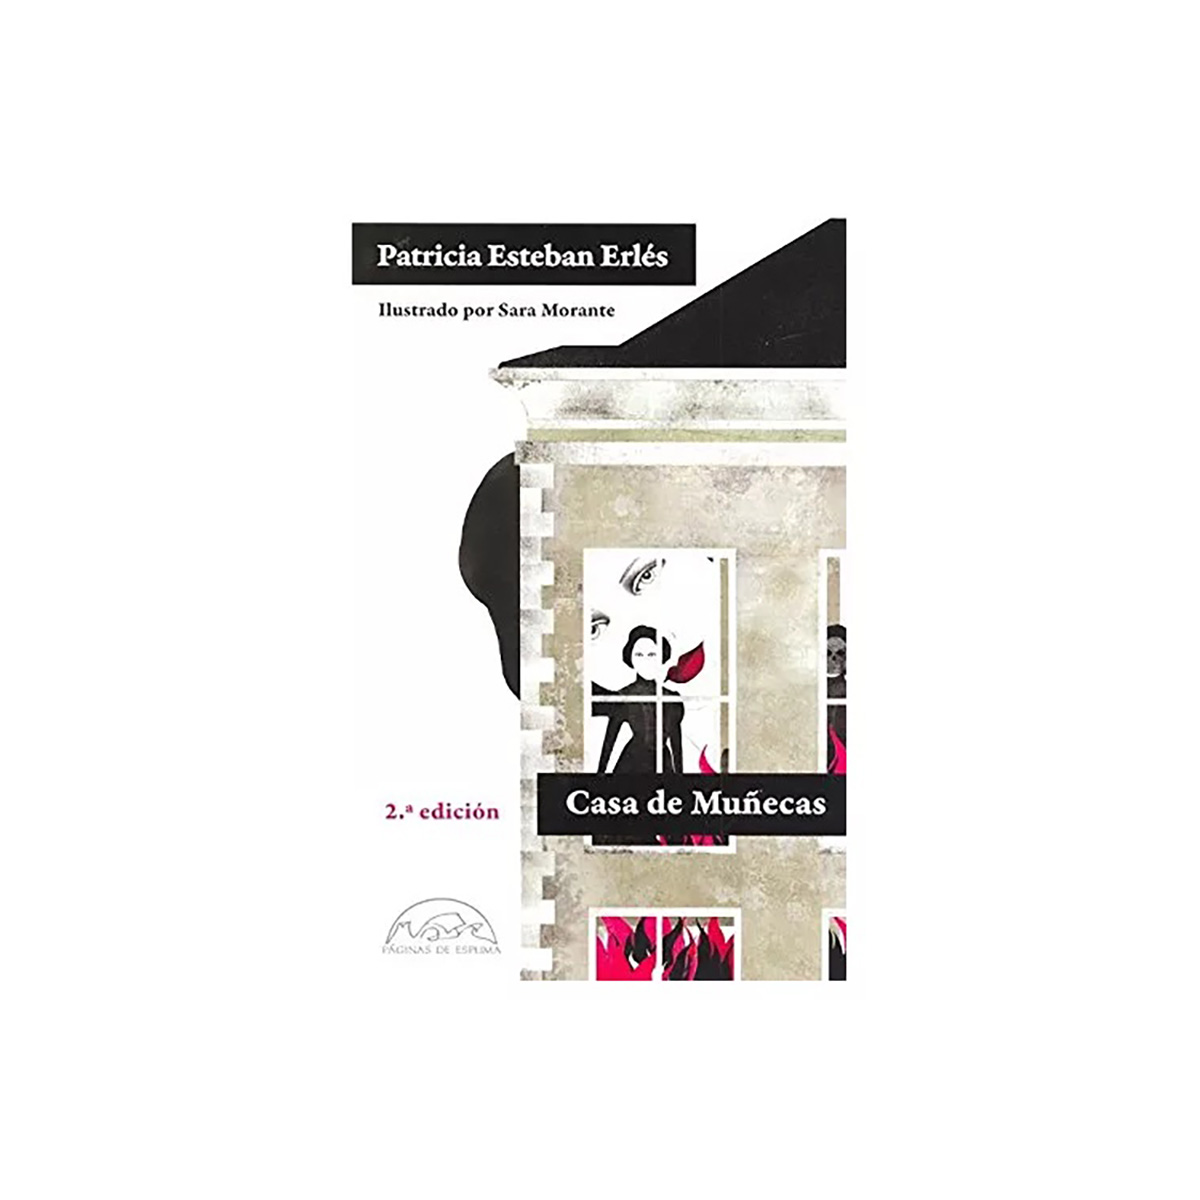 Patricia Esteban Erlés
Ilustrado por Sara Morante
2.ª edición
Casa de Muñecas
PÁGINAS DE ESPUMA